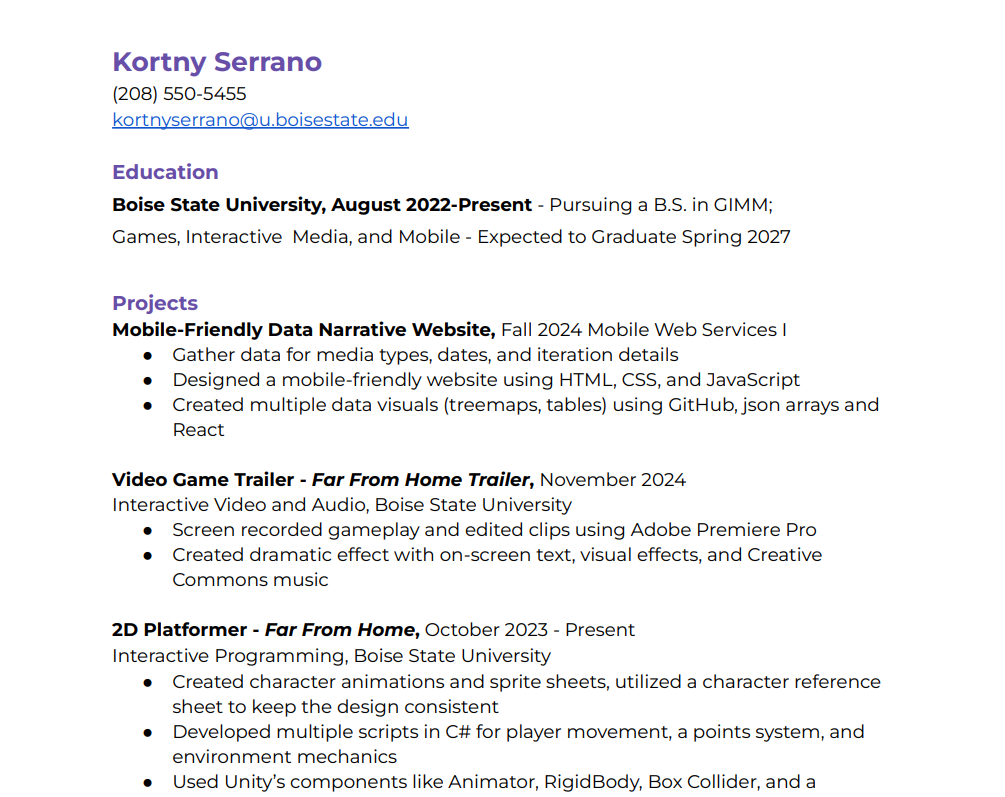 Kortny Serrano
(208) 550-5455
kortnyserrano@u.boisestate.edu
Education
Boise State University, August 2022-Present - Pursuing a B.S. in GIMM;
Games, Interactive  Media, and Mobile - Expected to Graduate Spring 2027
Projects
Mobile-Friendly Data Narrative Website, Fall 2024 Mobile Web Services I
● Gather data for media types, dates, and iteration details
● Designed a mobile-friendly website using HTML, CSS, and JavaScript
● Created multiple data visuals (treemaps, tables) using GitHub, json arrays and
React
Video Game Trailer - Far From Home Trailer, November 2024
Interactive Video and Audio, Boise State University
● Screen recorded gameplay and edited clips using Adobe Premiere Pro
● Created dramatic effect with on-screen text, visual effects, and Creative
Commons music
2D Platformer - Far From Home, October 2023 - Present
Interactive Programming, Boise State University
● Created character animations and sprite sheets, utilized a character reference
sheet to keep the design consistent
● Developed multiple scripts in C# for player movement, a points system, and
environment mechanics
● Used Unity’s components like Animator, RigidBody, Box Collider, and a